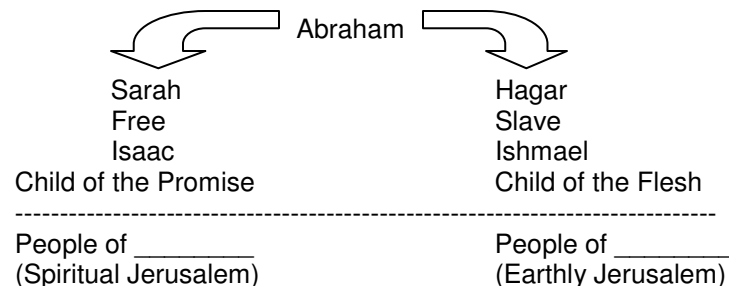 Abraham
Sarah Hagar
Free Slave
Isaac Ishmael
Child of the Promise Child of the Flesh
--------------------------------------------------------------------------------
People of ________ People of ________
(Spiritual Jerusalem) (Earthly Jerusalem)